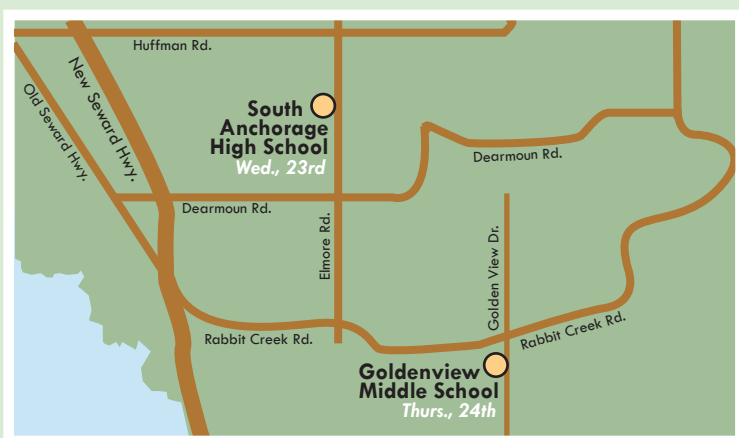 Huffman Rd.
New Seward Hwy.
Old Seward Hwy.
South
Anchorage
High School
Wed., 23rd
Dearmoun Rd.
Dearmoun Rd.
Elmore Rd.
Golden View Dr.
Rabbit Creek Rd.
Rabbit Creek Rd.
Goldenview
Middle School
Thurs., 24th